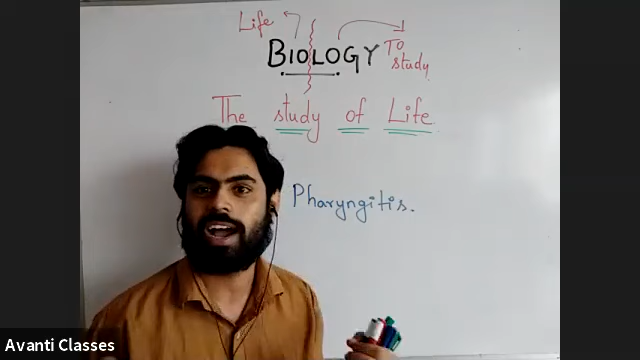 Life
BIOLOGY
To
study
The study of Life
Pharyngitis.
Avanti Classes